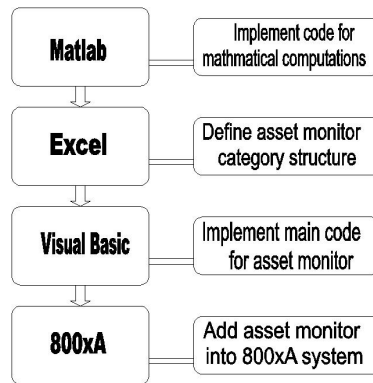 Matlab
Implement code for
mathmatical computations
Excel
Define asset monitor
category structure
Visual Basic
Implement main code
for asset monitor
800xA
Add asset monitor
into 800xA system